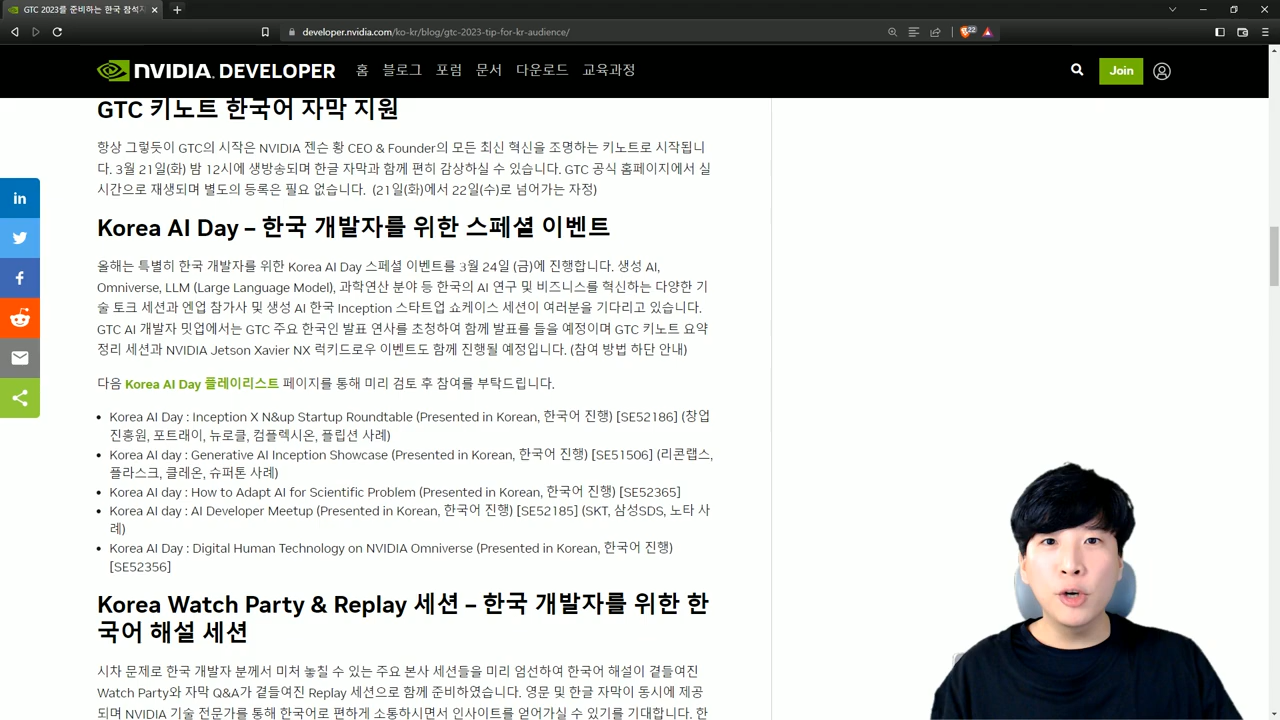 GTC 2023를 준비하는 한국 참석자
developer.nvidia.com/ko-kr/blog/gtc-2023-tip-for-kr-audience/
22
NVIDIA. DEVELOPER 홈 블로그 포럼 문서 다운로드 교육과정 Join
GTC 키노트 한국어 자막 지원
항상 그렇듯이 GTC의 시작은 NVIDIA 젠슨 황 CEO & Founder의 모든 최신 혁신을 조명하는 키노트로 시작됩니
다. 3월 21일(화) 밤 12시에 생방송되며 한글 자막과 함께 편히 감상하실 수 있습니다. GTC 공식 홈페이지에서 실
시간으로 재생되며 별도의 등록은 필요 없습니다. (21일(화)에서 22일(수)로 넘어가는 자정)
Korea AI Day – 한국 개발자를 위한 스페셜 이벤트
올해는 특별히 한국 개발자를 위한 Korea AI Day 스페셜 이벤트를 3월 24일 (금)에 진행합니다. 생성 AI,
Omniverse, LLM (Large Language Model), 과학연산 분야 등 한국의 AI 연구 및 비즈니스를 혁신하는 다양한 기
술 토크 세션과 엔업 참가사 및 생성 AI 한국 Inception 스타트업 쇼케이스 세션이 여러분을 기다리고 있습니다.
GTC AI 개발자 밋업에서는 GTC 주요 한국인 발표 연사를 초청하여 함께 발표를 들을 예정이며 GTC 키노트 요약
정리 세션과 NVIDIA Jetson Xavier NX 럭키드로우 이벤트도 함께 진행될 예정입니다. (참여 방법 하단 안내)
다음 Korea AI Day 플레이리스트 페이지를 통해 미리 검토 후 참여를 부탁드립니다.
• Korea AI Day : Inception X N&up Startup Roundtable (Presented in Korean, 한국어 진행) [SE52186] (창업
진흥원, 포트래이, 뉴로클, 컴플렉시온, 플립션 사례)
• Korea AI day : Generative AI Inception Showcase (Presented in Korean, 한국어 진행) [SE51506] (리콘랩스,
플라스크, 클레온, 슈퍼톤 사례)
• Korea AI day : How to Adapt AI for Scientific Problem (Presented in Korean, 한국어 진행) [SE52365]
• Korea AI day : AI Developer Meetup (Presented in Korean, 한국어 진행) [SE52185] (SKT, 삼성SDS, 노타 사
례)
• Korea AI Day : Digital Human Technology on NVIDIA Omniverse (Presented in Korean, 한국어 진행)
[SE52356]
Korea Watch Party & Replay 세션 – 한국 개발자를 위한 한
국어 해설 세션
시차 문제로 한국 개발자 분께서 미처 놓칠 수 있는 주요 본사 세션들을 미리 엄선하여 한국어 해설이 곁들여진
Watch Party와 자막 Q&A가 곁들여진 Replay 세션으로 함께 준비하였습니다. 영문 및 한글 자막이 동시에 제공
되며 NVIDIA 기술 전문가를 통해 한국어로 편하게 소통하시면서 인사이트를 얻어가실 수 있기를 기대합니다. 한